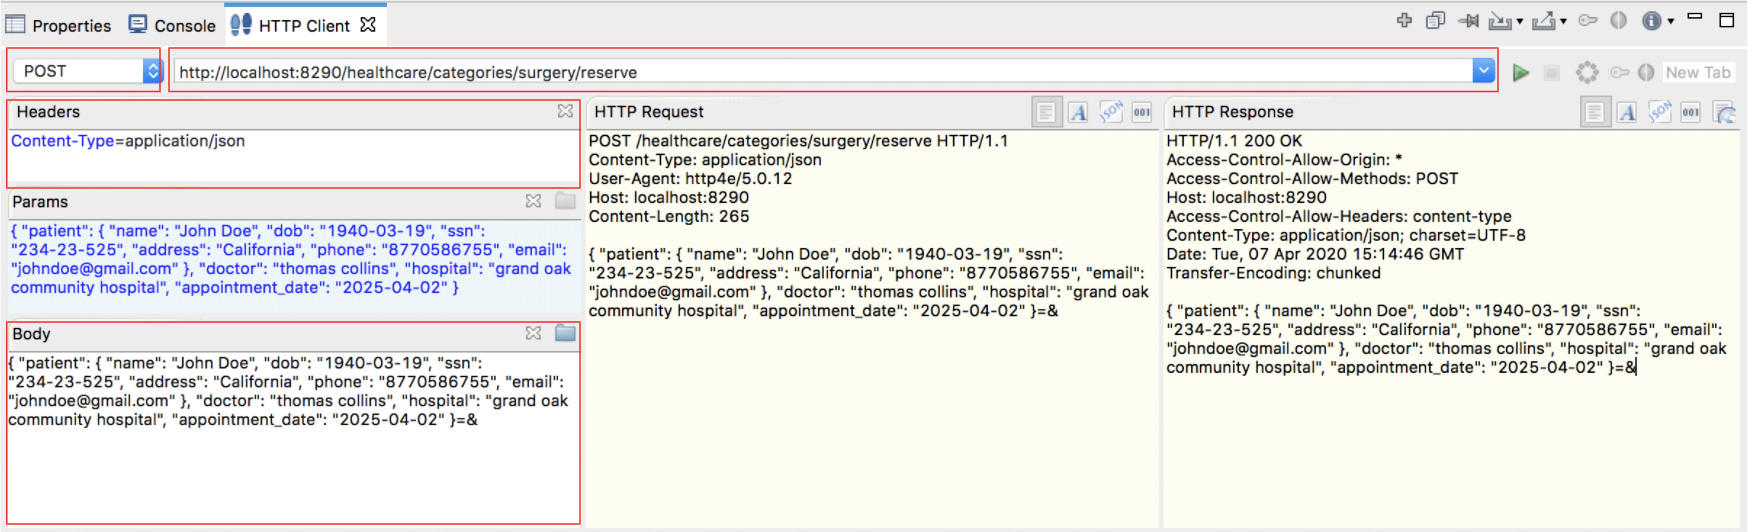 Properties Console HTTP Client
POST http://localhost:8290/healthcare/categories/surgery/reserve New Tab
Headers
Content-Type=application/json
Params
{ "patient": { "name": "John Doe", "dob": "1940-03-19", "ssn":
"234-23-525", "address": "California", "phone": "8770586755", "email":
"johndoe@gmail.com" }, "doctor": "thomas collins", "hospital": "grand oak
community hospital", "appointment_date": "2025-04-02" }
Body
{ "patient": { "name": "John Doe", "dob": "1940-03-19", "ssn":
"234-23-525", "address": "California", "phone": "8770586755", "email":
"johndoe@gmail.com" }, "doctor": "thomas collins", "hospital": "grand oak
community hospital", "appointment_date": "2025-04-02" }=&
HTTP Request A JSON 001
POST /healthcare/categories/surgery/reserve HTTP/1.1
Content-Type: application/json
User-Agent: http4e/5.0.12
Host: localhost:8290
Content-Length: 265
{ "patient": { "name": "John Doe", "dob": "1940-03-19", "ssn":
"234-23-525", "address": "California", "phone": "8770586755", "email":
"johndoe@gmail.com" }, "doctor": "thomas collins", "hospital": "grand oak
community hospital", "appointment_date": "2025-04-02" }=&
HTTP Response A JSON 001
HTTP/1.1 200 OK
Access-Control-Allow-Origin: *
Access-Control-Allow-Methods: POST
Host: localhost:8290
Access-Control-Allow-Headers: content-type
Content-Type: application/json; charset=UTF-8
Date: Tue, 07 Apr 2020 15:14:46 GMT
Transfer-Encoding: chunked
{ "patient": { "name": "John Doe", "dob": "1940-03-19", "ssn":
"234-23-525", "address": "California", "phone": "8770586755", "email":
"johndoe@gmail.com" }, "doctor": "thomas collins", "hospital": "grand oak
community hospital", "appointment_date": "2025-04-02" }=&